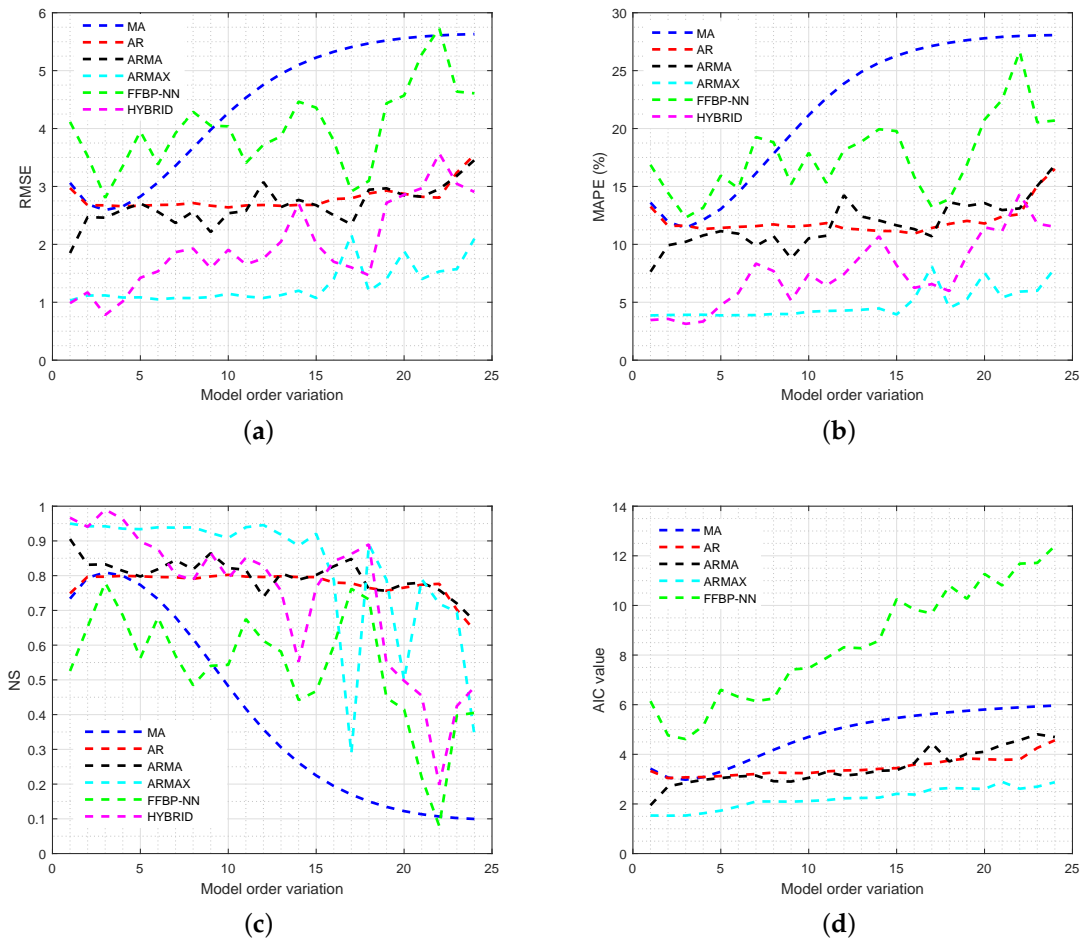 6
5
4
3
2
1
0
RMSE
MA
AR
ARMA
ARMAX
FFBP-NN
HYBRID
0 5 10 15 20 25
Model order variation
(a)
30
25
20
15
10
5
0
MAPE (%)
MA
AR
ARMA
ARMAX
FFBP-NN
HYBRID
0 5 10 15 20 25
Model order variation
(b)
1
0.9
0.8
0.7
0.6
0.5
0.4
0.3
0.2
0.1
0
NS
MA
AR
ARMA
ARMAX
FFBP-NN
HYBRID
0 5 10 15 20 25
Model order variation
(c)
14
12
10
8
6
4
2
0
AIC value
MA
AR
ARMA
ARMAX
FFBP-NN
0 5 10 15 20 25
Model order variation
(d)